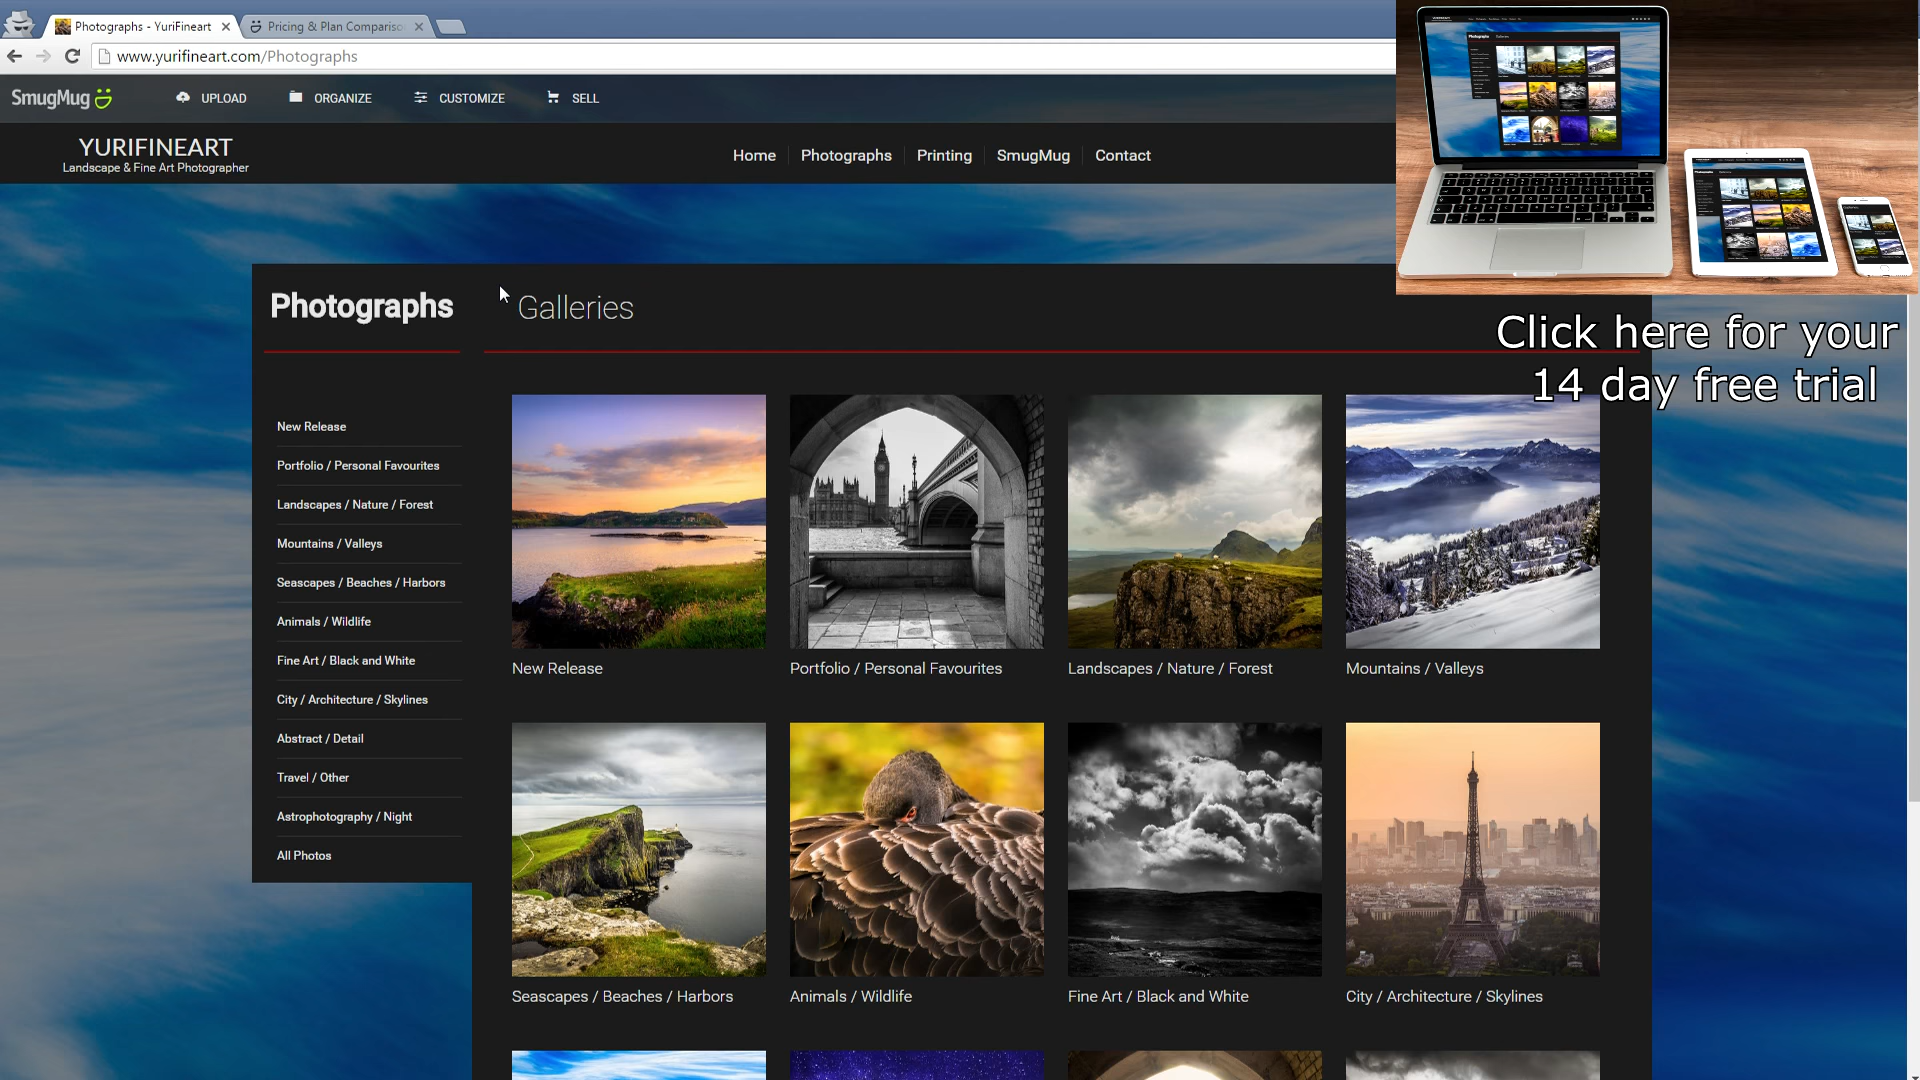 Photographs - YuriFineart
Pricing & Plan Compariso
www.yurifineart.com/Photographs
SmugMug
UPLOAD
ORGANIZE
CUSTOMIZE
SELL
YURIFINEART
Landscape & Fine Art Photographer
Home
Photographs
Printing
SmugMug
Contact
Photographs
Galleries
Click here for your
14 day free trial
New Release
Portfolio / Personal Favourites
Landscapes / Nature / Forest
Mountains / Valleys
Seascapes / Beaches / Harbors
Animals / Wildlife
Fine Art / Black and White
City / Architecture / Skylines
Abstract / Detail
Travel / Other
Astrophotography / Night
All Photos
New Release
Portfolio / Personal Favourites
Landscapes / Nature / Forest
Mountains / Valleys
Seascapes / Beaches / Harbors
Animals / Wildlife
Fine Art / Black and White
City / Architecture / Skylines